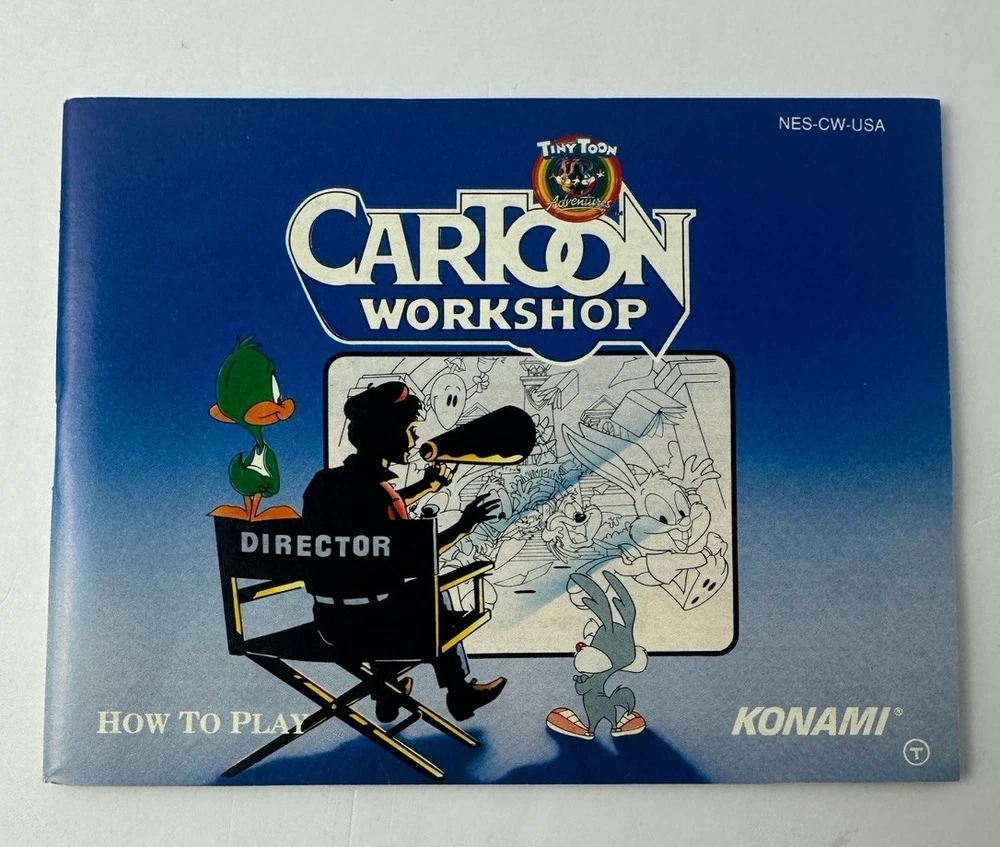 NES-CW-USA
TINY TOON
Adventures
CARTOON
WORKSHOP
DIRECTOR
HOW TO PLAY
KONAMI®
T